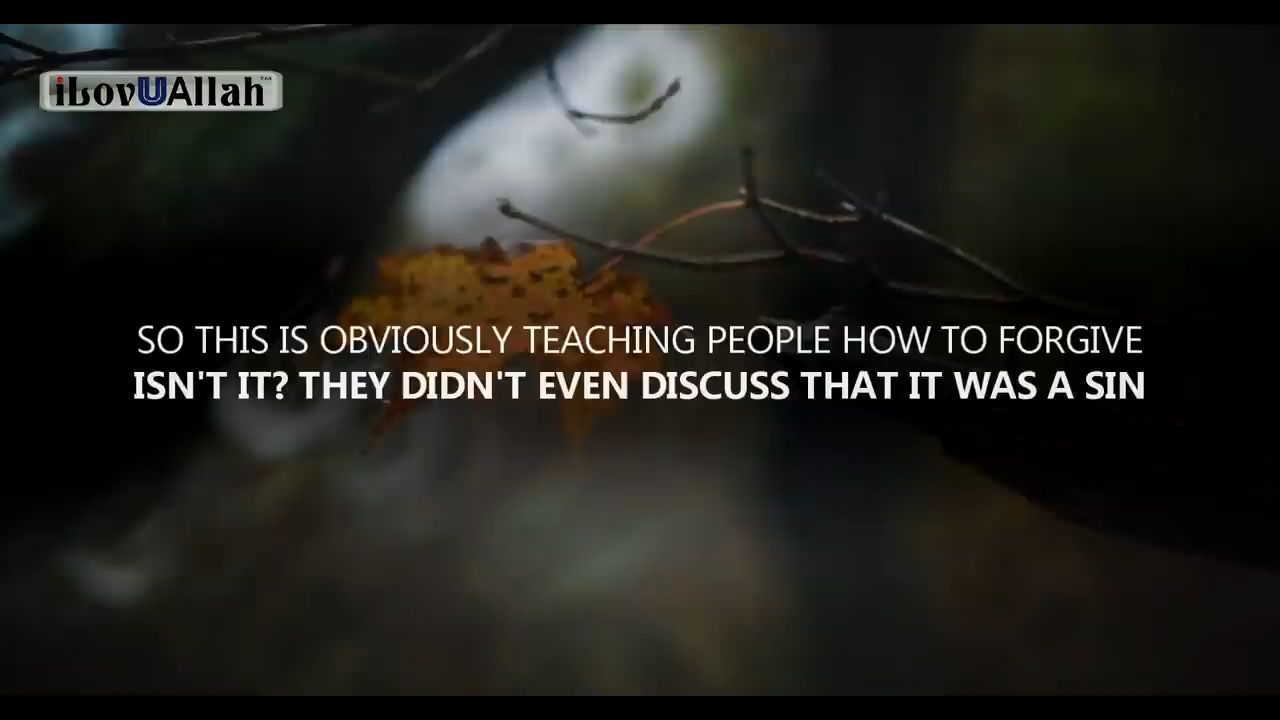 iLovUAllah™
SO THIS IS OBVIOUSLY TEACHING PEOPLE HOW TO FORGIVE
ISN'T IT? THEY DIDN'T EVEN DISCUSS THAT IT WAS A SIN